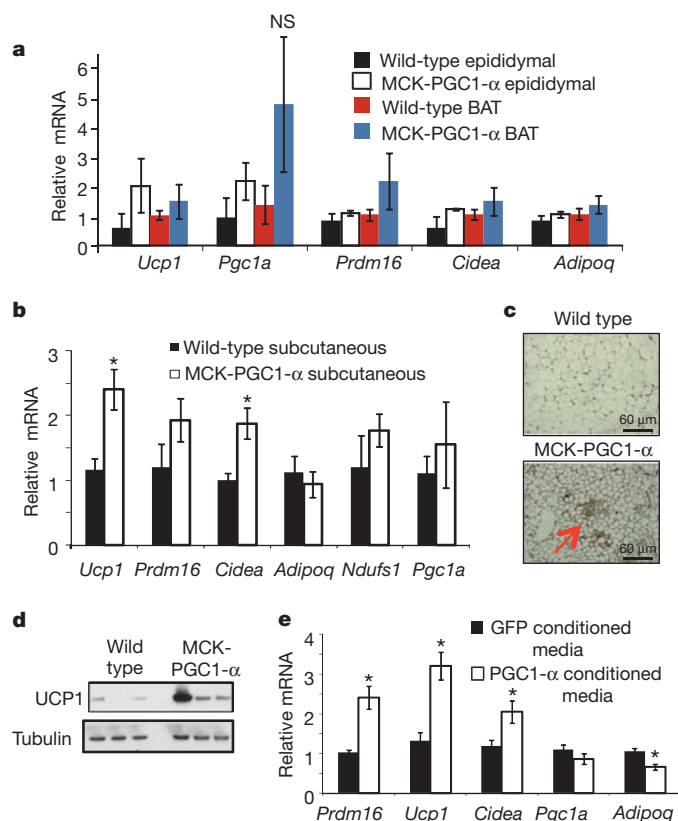 a
NS
Relative mRNA
6
5
4
3
2
1
0
Wild-type epididymal
MCK-PGC1-α epididymal
Wild-type BAT
MCK-PGC1-α BAT
Ucp1 Pgc1a Prdm16 Cidea Adipoq
b
Relative mRNA
3
2
1
0
Wild-type subcutaneous
MCK-PGC1-α subcutaneous
* *
Ucp1 Prdm16 Cidea Adipoq Ndufs1 Pgc1a
c
Wild type
60 μm
MCK-PGC1-α
60 μm
d
Wild
type
MCK-
PGC1-α
UCP1
Tubulin
e
Relative mRNA
4
3
2
1
0
GFP conditioned
media
PGC1-α conditioned
media
* * * *
Prdm16 Ucp1 Cidea Pgc1a Adipoq